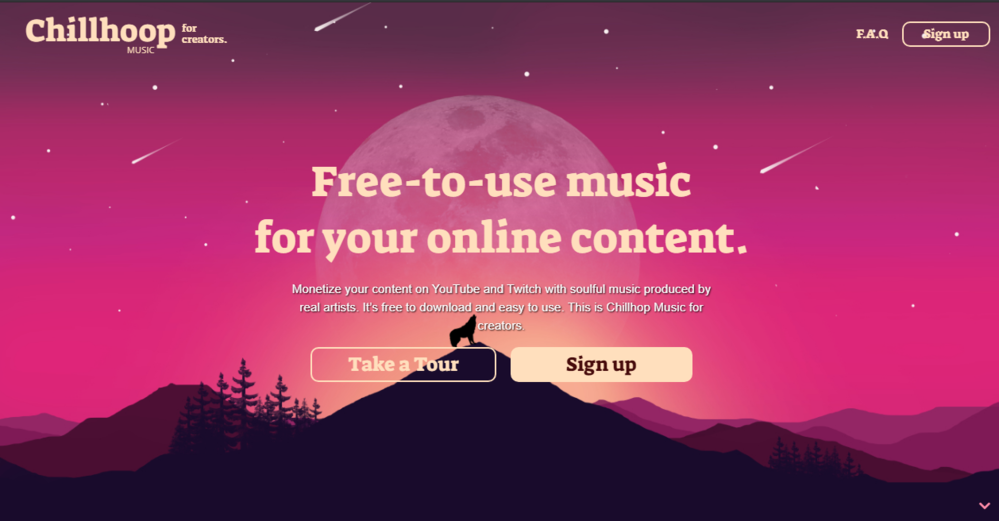 Chillhoop for
creators.
MUSIC
F.A.Q
Sign up
Free-to-use music
for your online content.
Monetize your content on YouTube and Twitch with soulful music produced by
real artists. It's free to download and easy to use. This is Chillhop Music for
creators
Take a Tour
Sign up